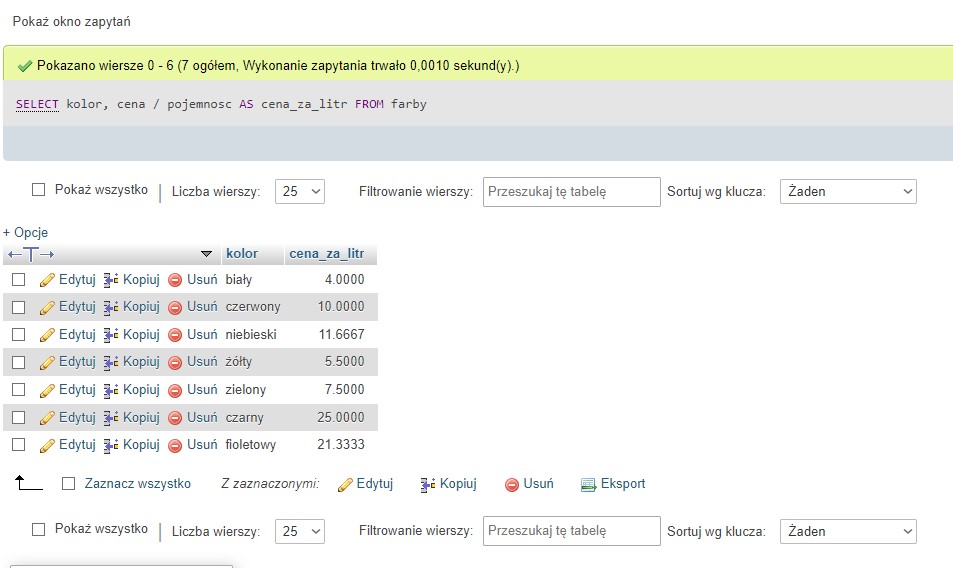 Pokaż okno zapytań
Pokazano wiersze 0 - 6 (7 ogółem, Wykonanie zapytania trwało 0,0010 sekund(y).)
SELECT kolor, cena / pojemnosc AS cena_za_litr FROM farby
Pokaż wszystko | Liczba wierszy: 25 Filtrowanie wierszy: Przeszukaj tę tabelę Sortuj wg klucza: Żaden
+ Opcje
←T→ kolor cena_za_litr
Edytuj Kopiuj Usuń biały 4.0000
Edytuj Kopiuj Usuń czerwony 10.0000
Edytuj Kopiuj Usuń niebieski 11.6667
Edytuj Kopiuj Usuń żółty 5.5000
Edytuj Kopiuj Usuń zielony 7.5000
Edytuj Kopiuj Usuń czarny 25.0000
Edytuj Kopiuj Usuń fioletowy 21.3333
Zaznacz wszystko Z zaznaczonymi: Edytuj Kopiuj Usuń Eksport
Pokaż wszystko | Liczba wierszy: 25 Filtrowanie wierszy: Przeszukaj tę tabelę Sortuj wg klucza: Żaden